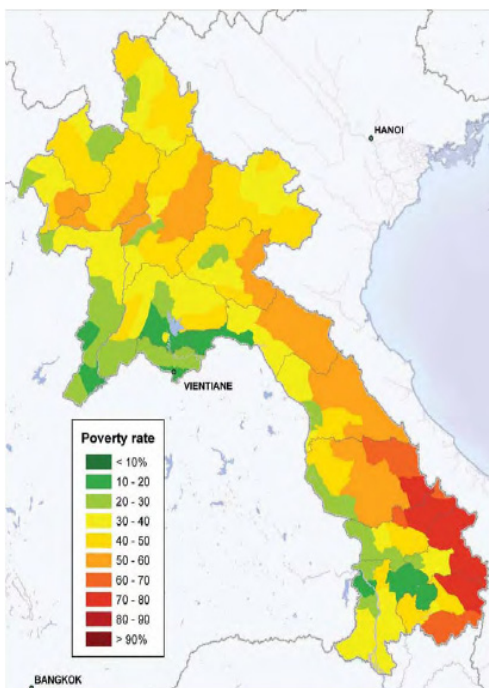 HANOI
VIENTIANE
Poverty rate
< 10%
10 - 20
20 - 30
30 - 40
40 - 50
50 - 60
60 - 70
70 - 80
80 - 90
> 90%
BANGKOK